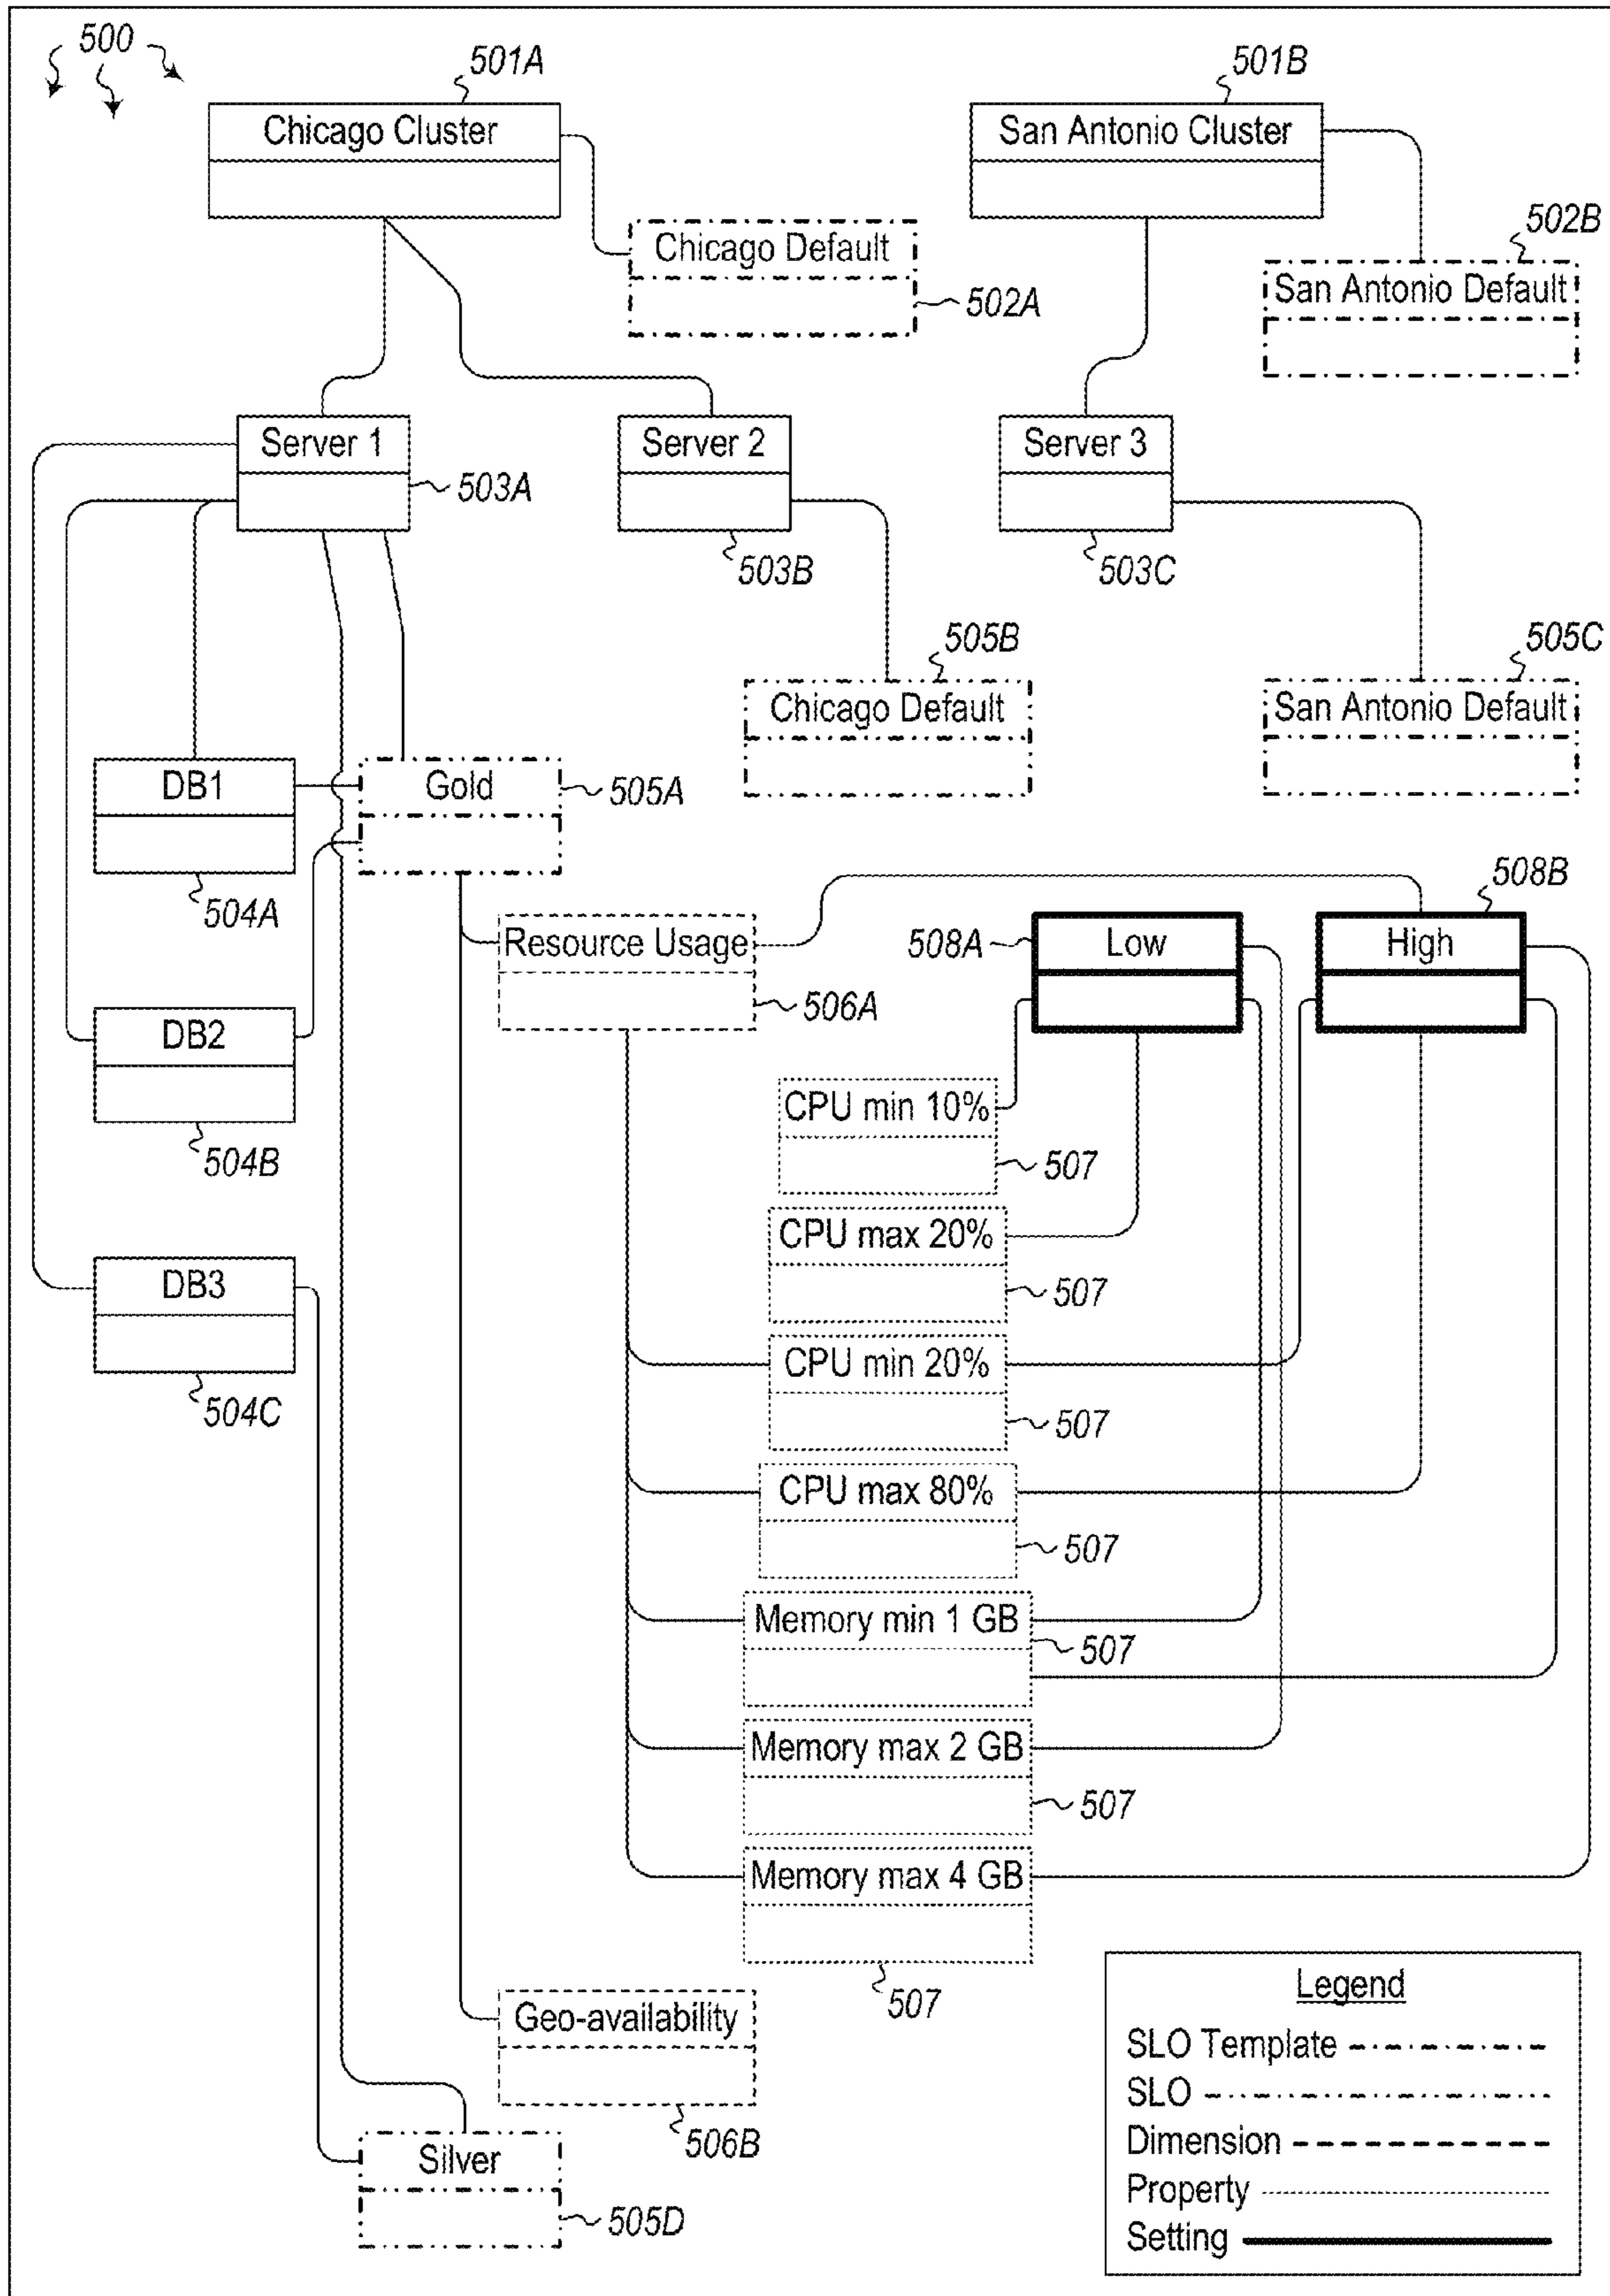 500
501A
501B
Chicago Cluster
San Antonio Cluster
502B
Chicago Default
San Antonio Default
502A
Server 1
Server 2
Server 3
503A
503B
503C
505B
505C
Chicago Default
San Antonio Default
DB1
Gold
505A
508B
504A
Resource Usage
508A
Low
High
506A
DB2
CPU min 10%
504B
507
CPU max 20%
DB3
507
CPU min 20%
504C
507
CPU max 80%
507
Memory min 1 GB
507
Memory max 2 GB
507
Memory max 4 GB
507
Geo-availability
506B
Silver
505D
Legend
SLO Template
SLO
Dimension
Property
Setting